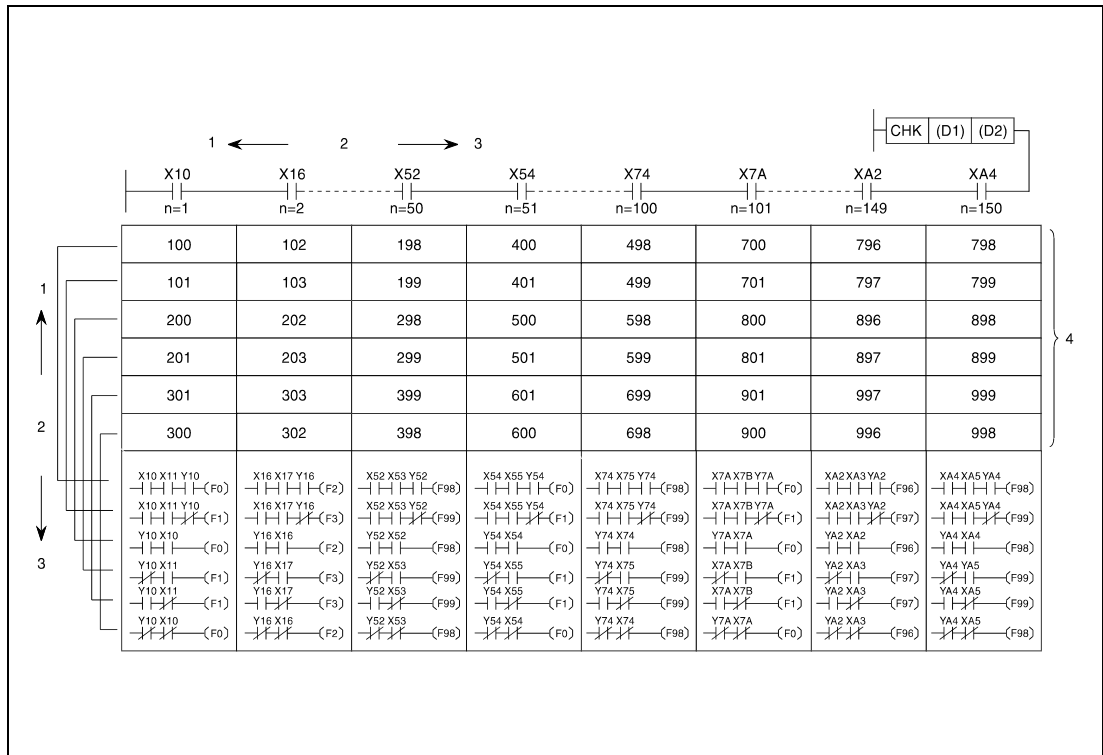 CHK (D1) (D2)
1 2 3
X10 X16 X52 X54 X74 X7A XA2 XA4
n=1 n=2 n=50 n=51 n=100 n=101 n=149 n=150
100 102 198 400 498 700 796 798
1 101 103 199 401 499 701 797 799
200 202 298 500 598 800 896 898
4
201 203 299 501 599 801 897 899
301 303 399 601 699 901 997 999
2
300 302 398 600 698 900 996 998
X10 X11 Y10 (F0) X16 X17 Y16 (F2) X52 X53 Y52 (F98) X54 X55 Y54 (F0) X74 X75 Y74 (F98) X7A X7B Y7A (F0) XA2 XA3 YA2 (F96) XA4 XA5 YA4 (F98)
X10 X11 Y10 (F1) X16 X17 Y16 (F3) X52 X53 Y52 (F99) X54 X55 Y54 (F1) X74 X75 Y74 (F99) X7A X7B Y7A (F1) XA2 XA3 YA2 (F97) XA4 XA5 YA4 (F99)
Y10 X10 (F0) Y16 X16 (F2) Y52 X52 (F98) Y54 X54 (F0) Y74 X74 (F98) Y7A X7A (F0) YA2 XA2 (F96) YA4 XA4 (F98)
3
Y10 X11 (F1) Y16 X17 (F3) Y52 X53 (F99) Y54 X55 (F1) Y74 X75 (F99) X7A X7B (F1) YA2 XA3 (F97) YA4 YA5 (F99)
Y10 X11 (F1) Y16 X17 (F3) Y52 X53 (F99) Y54 X55 (F1) Y74 X75 (F99) X7A X7B (F1) YA2 XA3 (F97) YA4 XA5 (F99)
Y10 X10 (F0) Y16 X16 (F2) Y52 X53 (F98) Y54 X54 (F0) Y74 X74 (F98) Y7A X7A (F0) YA2 XA3 (F96) YA4 XA5 (F98)